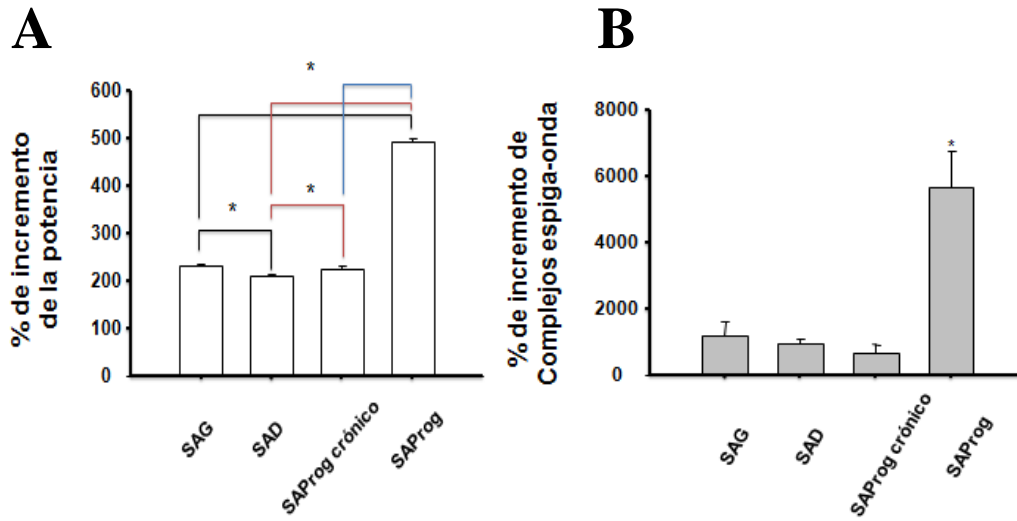 A
% de incremento
de la potencia
600
500
400
300
200
100
0
*
*
*
SAG
SAD
SAProg crónico
SAProg
B
% de incremento de
Complejos espiga-onda
8000
6000
4000
2000
0
*
SAG
SAD
SAProg crónico
SAProg